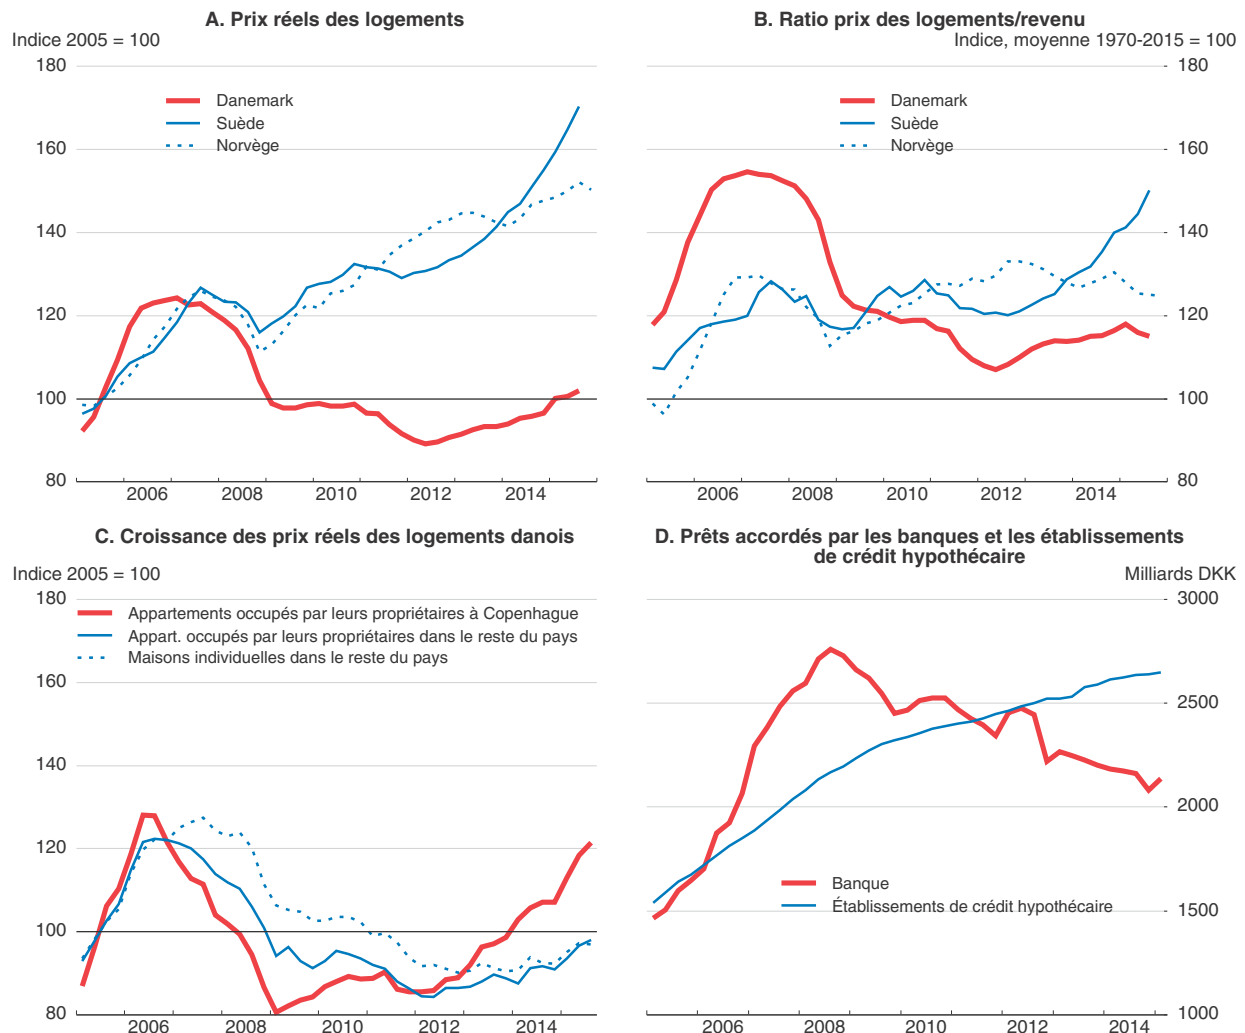 A. Prix réels des logements
Indice 2005 = 100
180
160
140
120
100
80
Danemark
Suède
Norvège
2006 2008 2010 2012 2014
B. Ratio prix des logements/revenu
Indice, moyenne 1970-2015 = 100
180
160
140
120
100
80
Danemark
Suède
Norvège
2006 2008 2010 2012 2014
C. Croissance des prix réels des logements danois
Indice 2005 = 100
180
160
140
120
100
80
Appartements occupés par leurs propriétaires à Copenhague
Appart. occupés par leurs propriétaires dans le reste du pays
Maisons individuelles dans le reste du pays
2006 2008 2010 2012 2014
D. Prêts accordés par les banques et les établissements
de crédit hypothécaire
Milliards DKK
3000
2500
2000
1500
1000
Banque
Établissements de crédit hypothécaire
2006 2008 2010 2012 2014